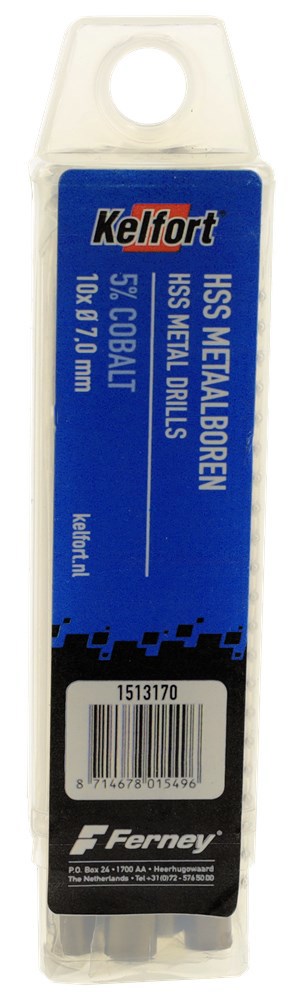 Kelfort
HSS METAALBOREN
HSS METAL DRILLS
5% COBALT
10x Ø 7,0 mm
kelfort.nl
1513170
8 714678 015496
Ferney
P.O. Box 24 • 1700 AA • Heerhugowaard
The Netherlands • Tel +31(0)72 - 576 50 00